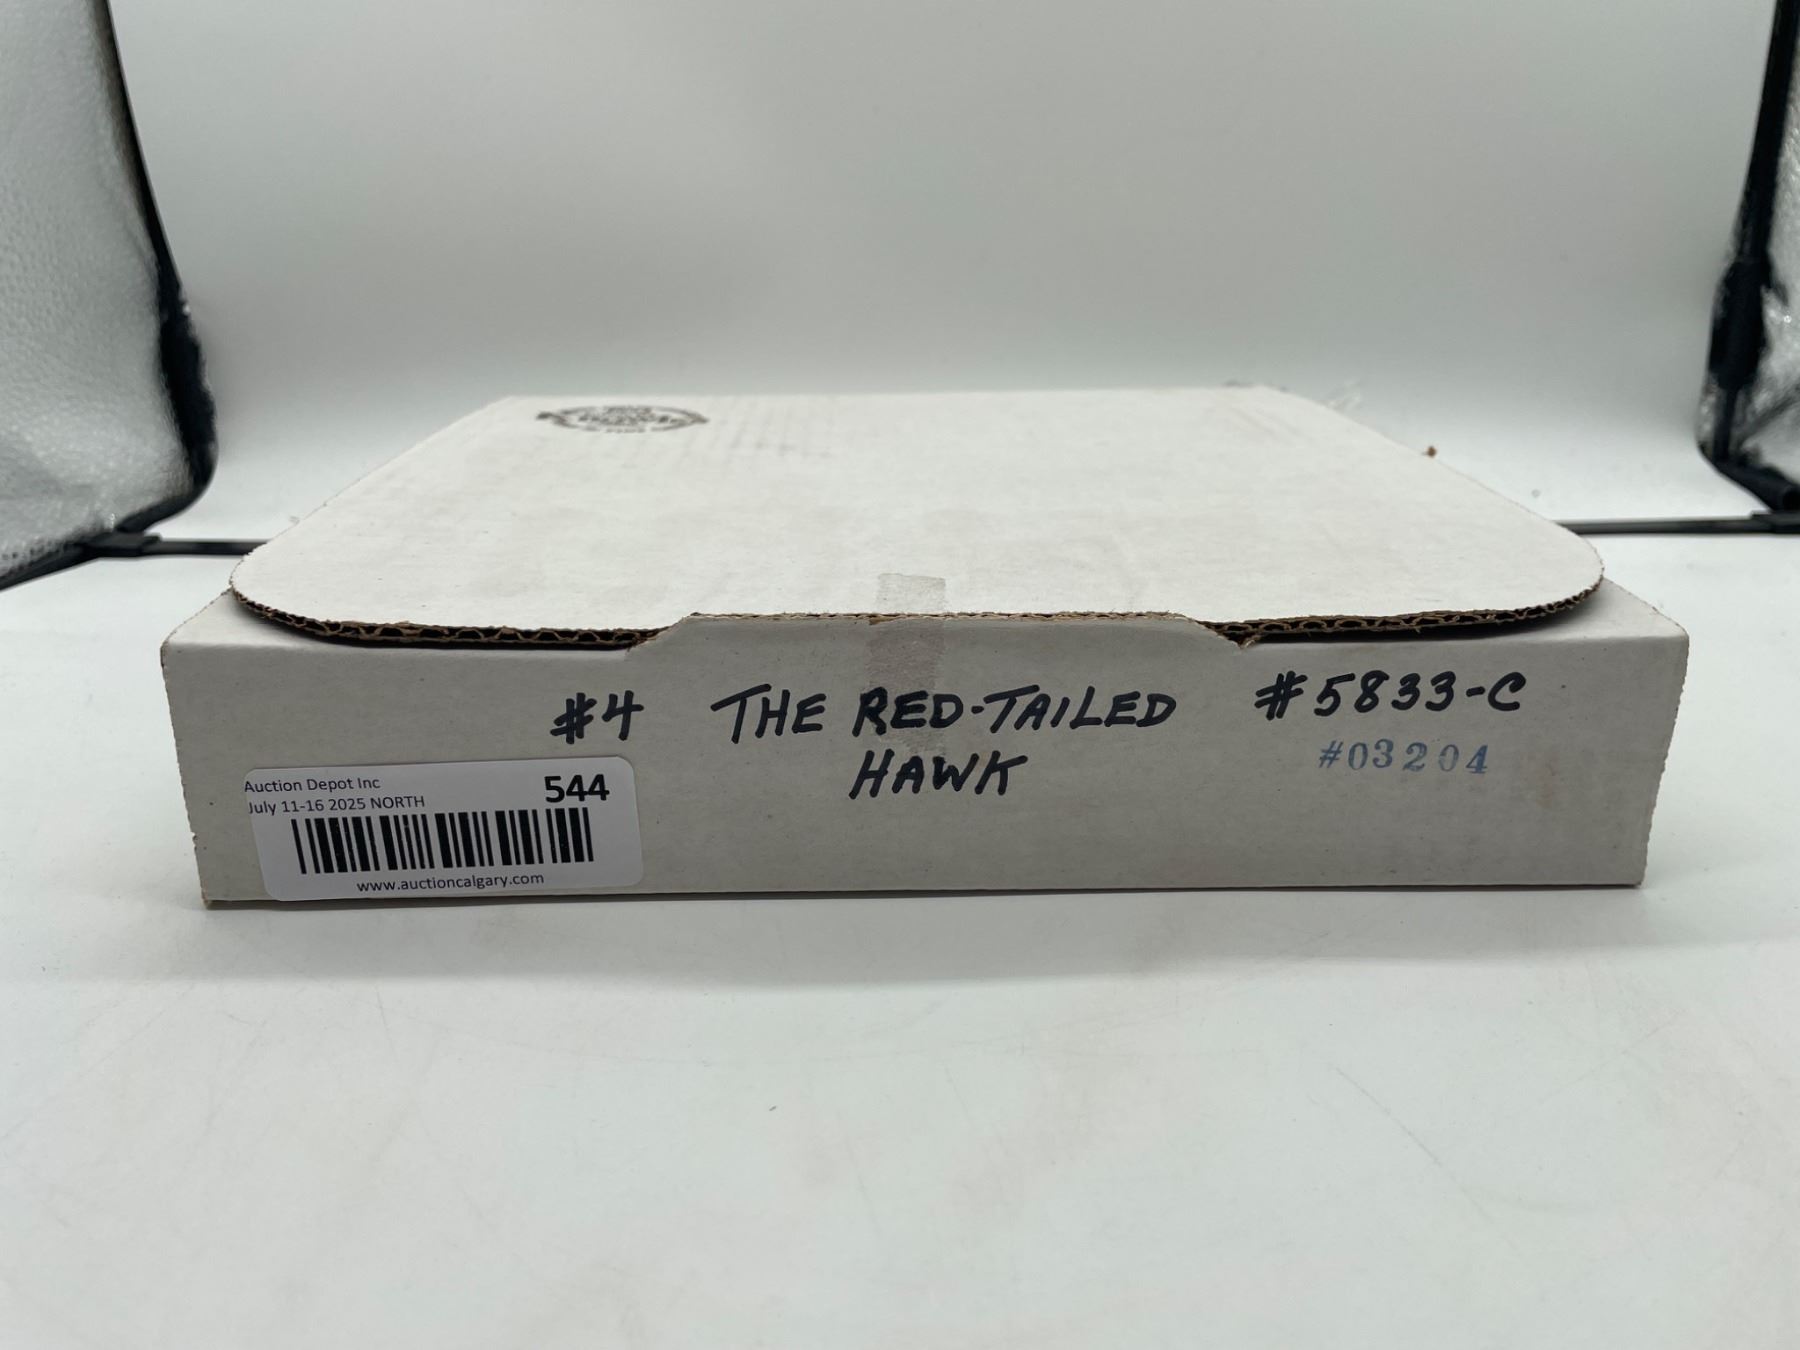 #4 THE RED-TAILED #5833-C
HAWK #03204
Auction Depot Inc 544
July 11-16 2025 NORTH
www.auctioncalgary.com